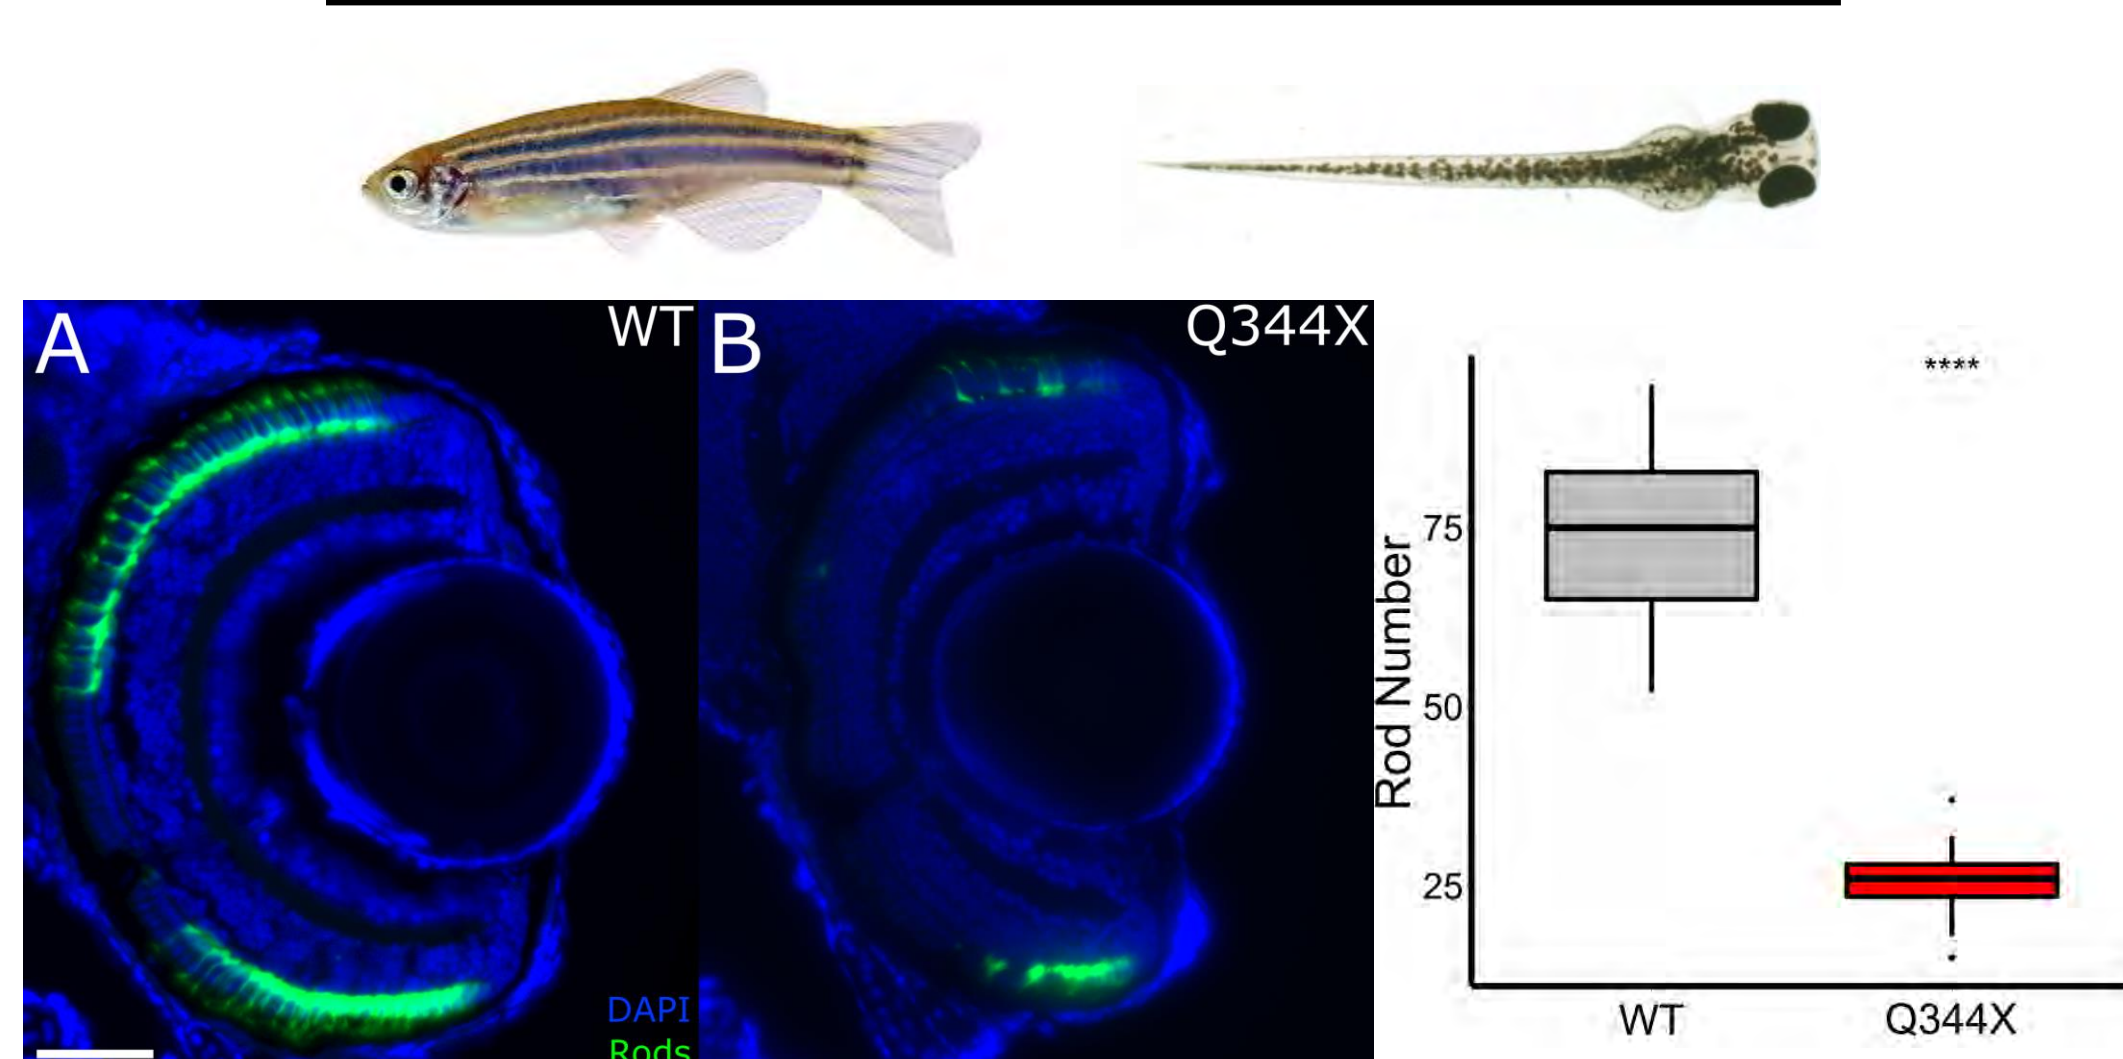 A
WT
B
Q344X
DAPI
Rods
****
75
50
25
Rod Number
WT
Q344X